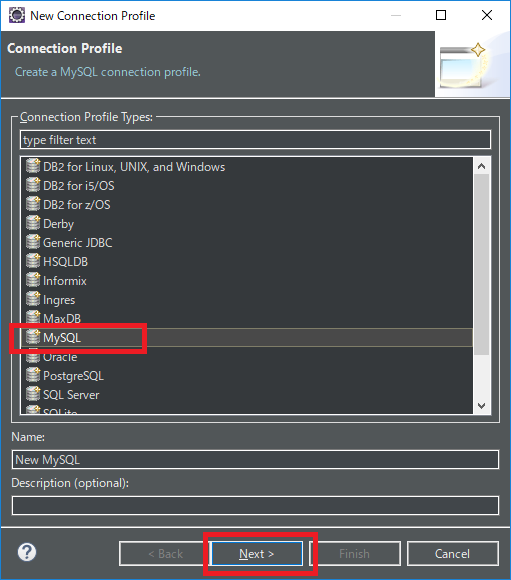 New Connection Profile
Connection Profile
Create a MySQL connection profile.
Connection Profile Types:
type filter text
DB2 for Linux, UNIX, and Windows
DB2 for i5/OS
DB2 for z/OS
Derby
Generic JDBC
HSQLDB
Informix
Ingres
MaxDB
MySQL
Oracle
PostgreSQL
SQL Server
SQLite
Name:
New MySQL
Description (optional):
? < Back Next > Finish Cancel